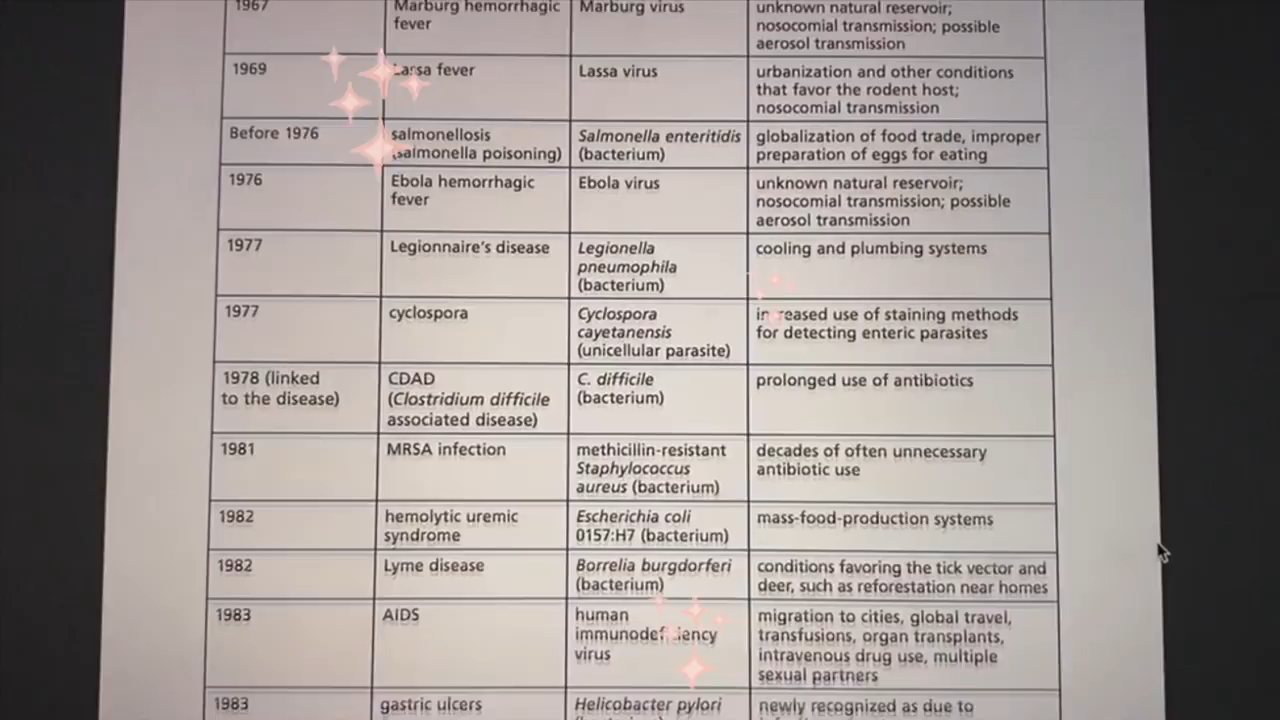 1967
Marburg hemorrhagic
fever
Marburg virus
unknown natural reservoir;
nosocomial transmission; possible
aerosol transmission
1969
Lassa fever
Lassa virus
urbanization and other conditions
that favor the rodent host;
nosocomial transmission
Before 1976
salmonellosis
(salmonella poisoning)
Salmonella enteritidis
(bacterium)
globalization of food trade, improper
preparation of eggs for eating
1976
Ebola hemorrhagic
fever
Ebola virus
unknown natural reservoir;
nosocomial transmission; possible
aerosol transmission
1977
Legionnaire's disease
Legionella
pneumophila
(bacterium)
cooling and plumbing systems
1977
cyclospora
Cyclospora
cayetanensis
(unicellular parasite)
increased use of staining methods
for detecting enteric parasites
1978 (linked
to the disease)
CDAD
(Clostridium difficile
associated disease)
C. difficile
(bacterium)
prolonged use of antibiotics
1981
MRSA infection
methicillin-resistant
Staphylococcus
aureus (bacterium)
decades of often unnecessary
antibiotic use
1982
hemolytic uremic
syndrome
Escherichia coli
0157:H7 (bacterium)
mass-food-production systems
1982
Lyme disease
Borrelia burgdorferi
(bacterium)
conditions favoring the tick vector and
deer, such as reforestation near homes
1983
AIDS
human
immunodeficiency
virus
migration to cities, global travel,
transfusions, organ transplants,
intravenous drug use, multiple
sexual partners
1983
gastric ulcers
Helicobacter pylori
newly recognized as due to